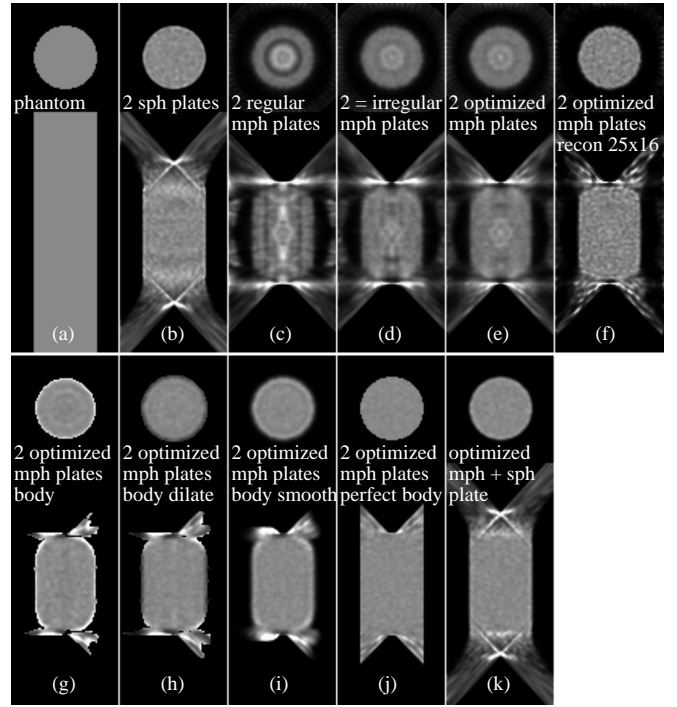 phantom
2 sph plates
2 regular
mph plates
2 = irregular
mph plates
2 optimized
mph plates
2 optimized
mph plates
recon 25x16
(a)
(b)
(c)
(d)
(e)
(f)
2 optimized
mph plates
body
2 optimized
mph plates
body dilate
2 optimized
mph plates
body smooth
2 optimized
mph plates
perfect body
optimized
mph + sph
plate
(g)
(h)
(i)
(j)
(k)